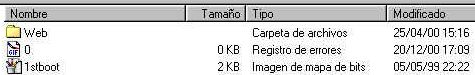 Nombre Tamaño Tipo Modificado
Web Carpeta de archivos 25/04/00 15:16
0 0 KB Registro de errores 20/12/00 17:09
1stboot 2 KB Imagen de mapa de bits 05/05/99 22:22